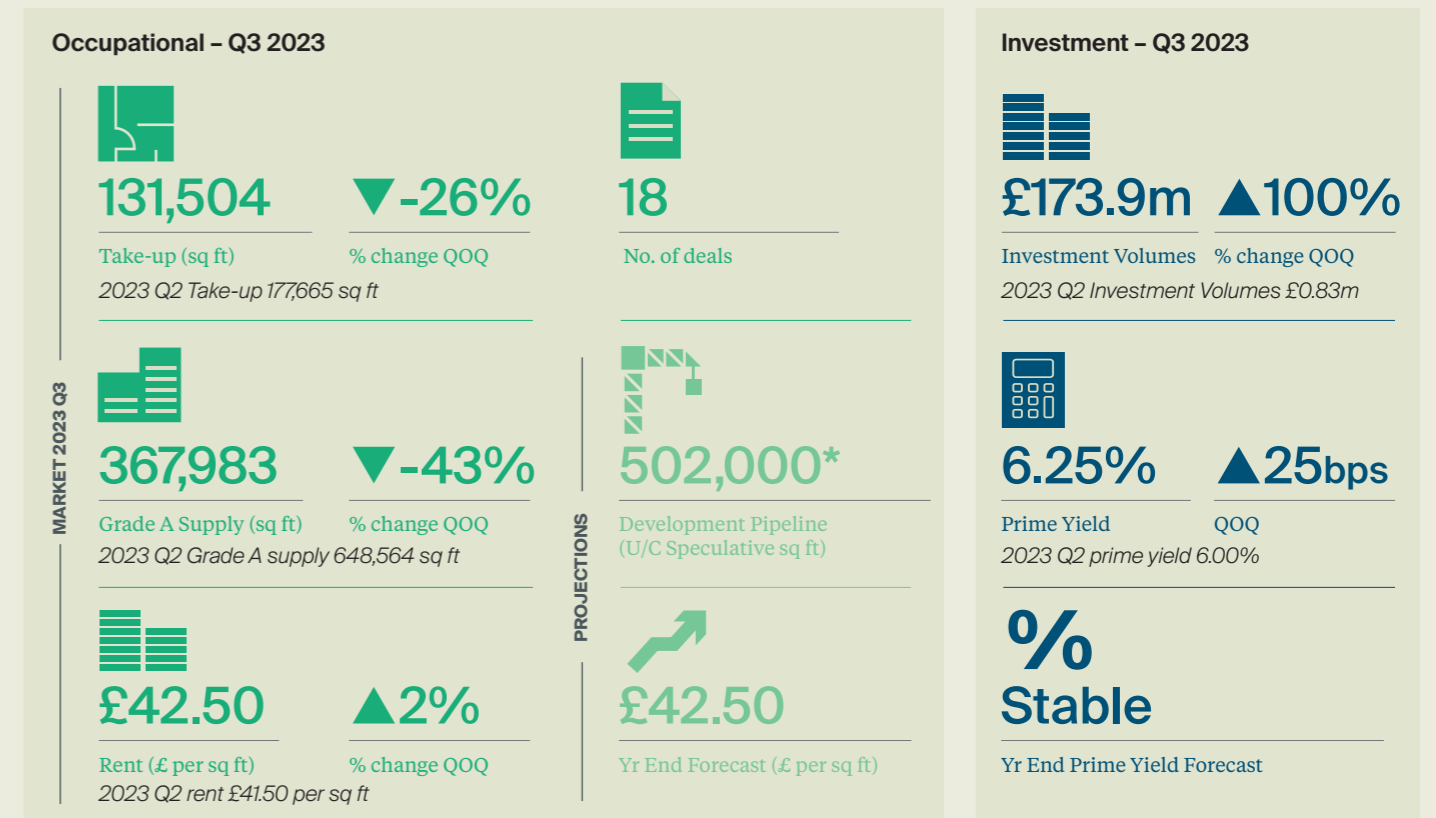 Occupational – Q3 2023
MARKET 2023 Q3
131,504
▼-26%
Take-up (sq ft)
% change QOQ
2023 Q2 Take-up 177,665 sq ft
18
No. of deals
367,983
▼-43%
Grade A Supply (sq ft)
% change QOQ
2023 Q2 Grade A supply 648,564 sq ft
£42.50
▲2%
Rent (£ per sq ft)
% change QOQ
2023 Q2 rent £41.50 per sq ft
PROJECTIONS
502,000*
Development Pipeline
(U/C Speculative sq ft)
£42.50
Yr End Forecast (£ per sq ft)
Investment – Q3 2023
£173.9m
▲100%
Investment Volumes
% change QOQ
2023 Q2 Investment Volumes £0.83m
6.25%
▲25bps
Prime Yield
QOQ
2023 Q2 prime yield 6.00%
%
Stable
Yr End Prime Yield Forecast